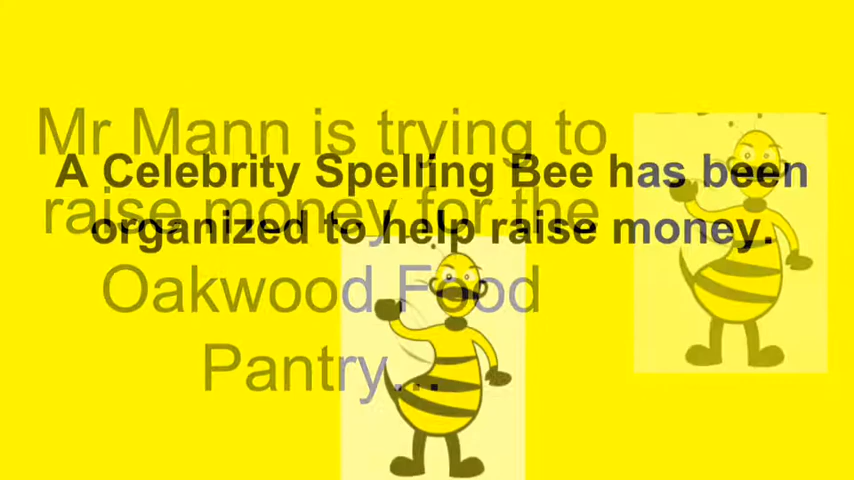 Mr Mann is trying to
raise money for the
Oakwood Food
Pantry...
A Celebrity Spelling Bee has been
organized to help raise money.